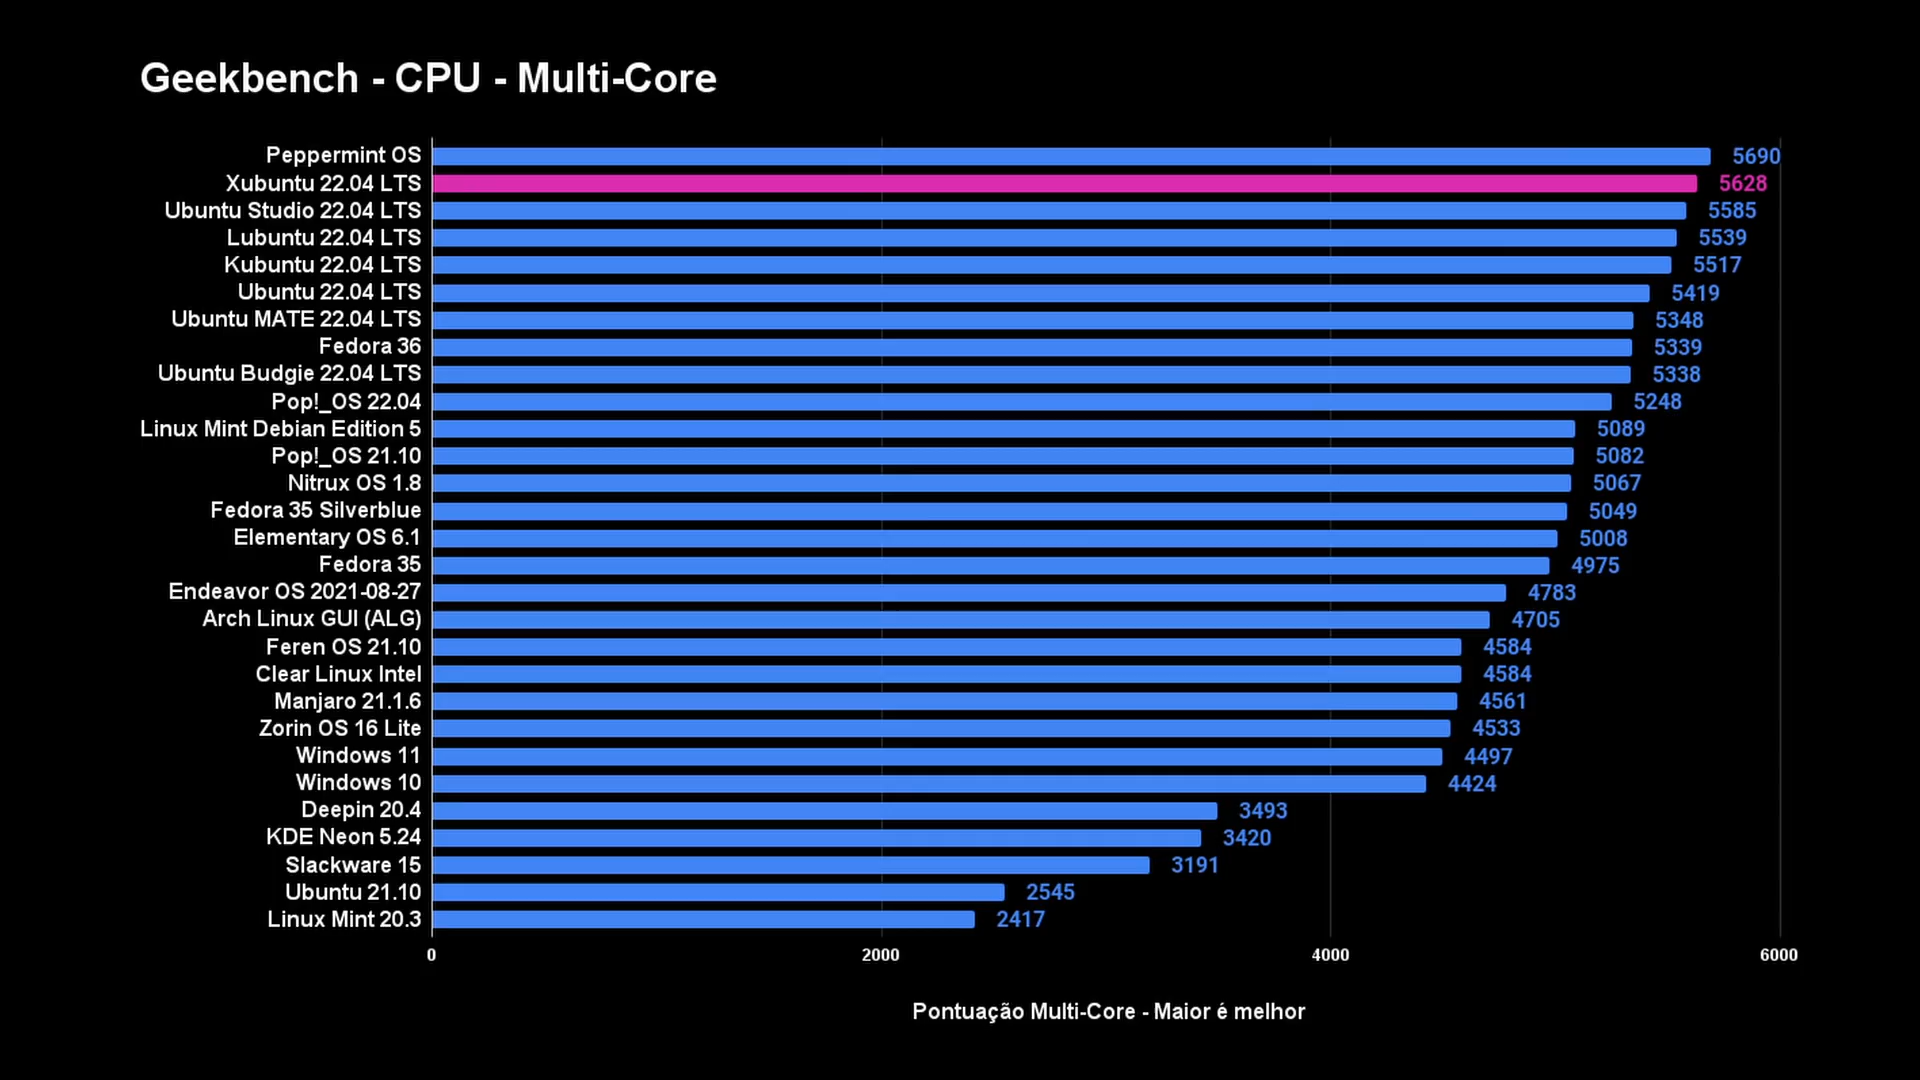 Geekbench - CPU - Multi-Core
Peppermint OS 5690
Xubuntu 22.04 LTS 5628
Ubuntu Studio 22.04 LTS 5585
Lubuntu 22.04 LTS 5539
Kubuntu 22.04 LTS 5517
Ubuntu 22.04 LTS 5419
Ubuntu MATE 22.04 LTS 5348
Fedora 36 5339
Ubuntu Budgie 22.04 LTS 5338
Pop!_OS 22.04 5248
Linux Mint Debian Edition 5 5089
Pop!_OS 21.10 5082
Nitrux OS 1.8 5067
Fedora 35 Silverblue 5049
Elementary OS 6.1 5008
Fedora 35 4975
Endeavor OS 2021-08-27 4783
Arch Linux GUI (ALG) 4705
Feren OS 21.10 4584
Clear Linux Intel 4584
Manjaro 21.1.6 4561
Zorin OS 16 Lite 4533
Windows 11 4497
Windows 10 4424
Deepin 20.4 3493
KDE Neon 5.24 3420
Slackware 15 3191
Ubuntu 21.10 2545
Linux Mint 20.3 2417
0 2000 4000 6000
Pontuação Multi-Core - Maior é melhor